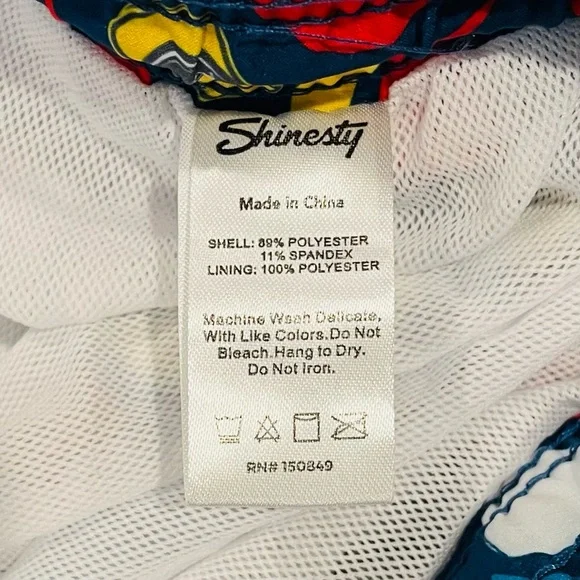 Shinesty
Made in China
SHELL: 89% POLYESTER
11% SPANDEX
LINING: 100% POLYESTER
Machine Wash Delicate,
With Like Colors.Do Not
Bleach.Hang to Dry.
Do Not Iron.
RN# 150849